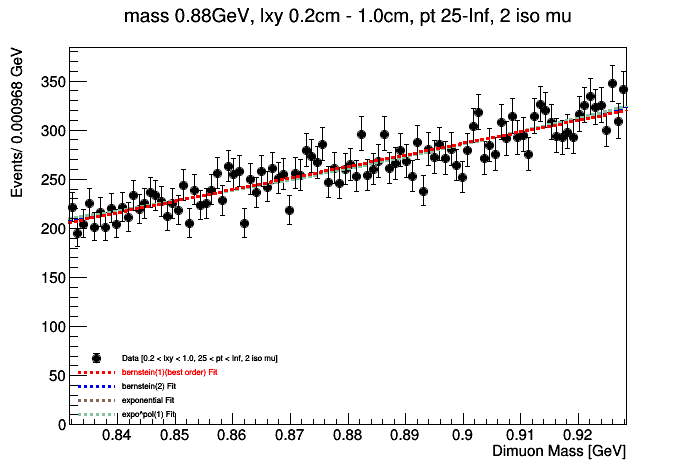 mass 0.88GeV, lxy 0.2cm - 1.0cm, pt 25-Inf, 2 iso mu
Events/ 0.000968 GeV
350
300
250
200
150
100
50
0
Data [0.2 < lxy < 1.0, 25 < pt < Inf, 2 iso mu]
bernstein(1)(best order) Fit
bernstein(2) Fit
exponential Fit
expo*pol(1) Fit
0.84 0.85 0.86 0.87 0.88 0.89 0.9 0.91 0.92
Dimuon Mass [GeV]